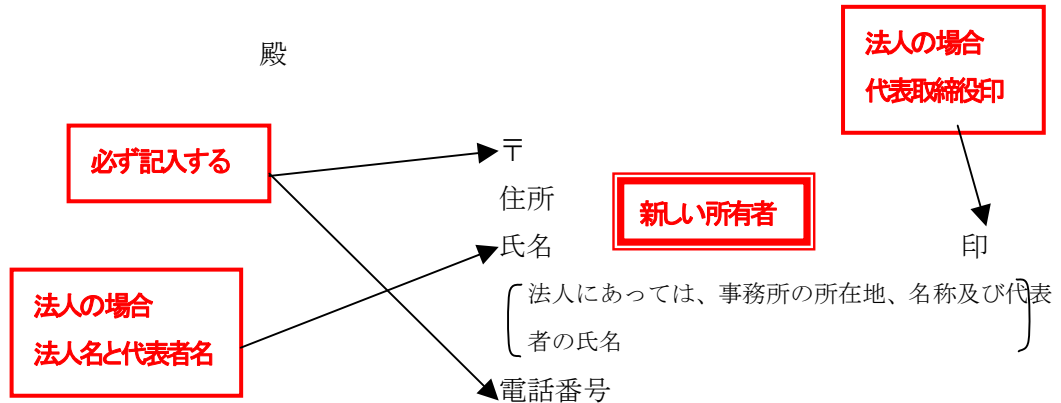 殿
法人の場合
代表取締役印
必ず記入する
〒
住所
新しい所有者
氏名
印
法人にあっては、事務所の所在地、名称及び代表
者の氏名
法人の場合
法人名と代表者名
電話番号